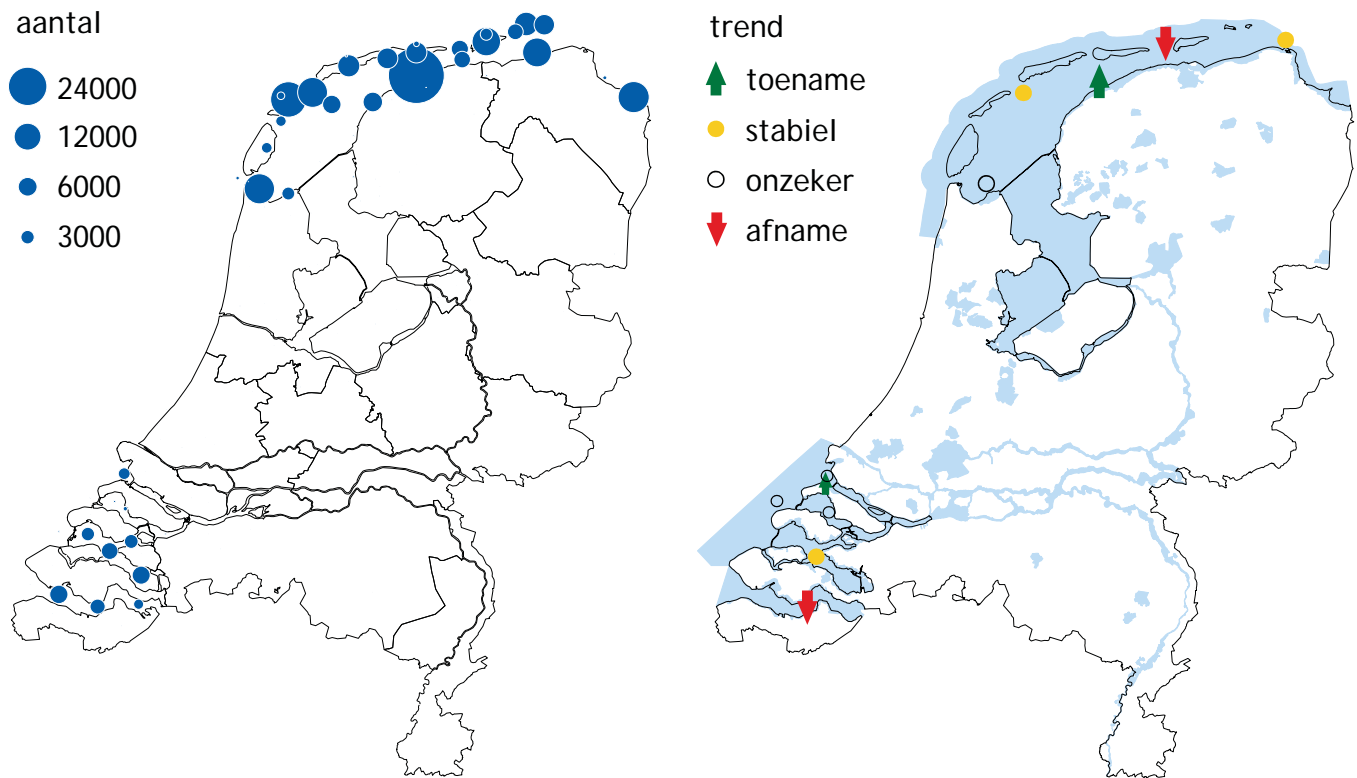 aantal
24000
12000
6000
3000
trend
toename
stabiel
onzeker
afname